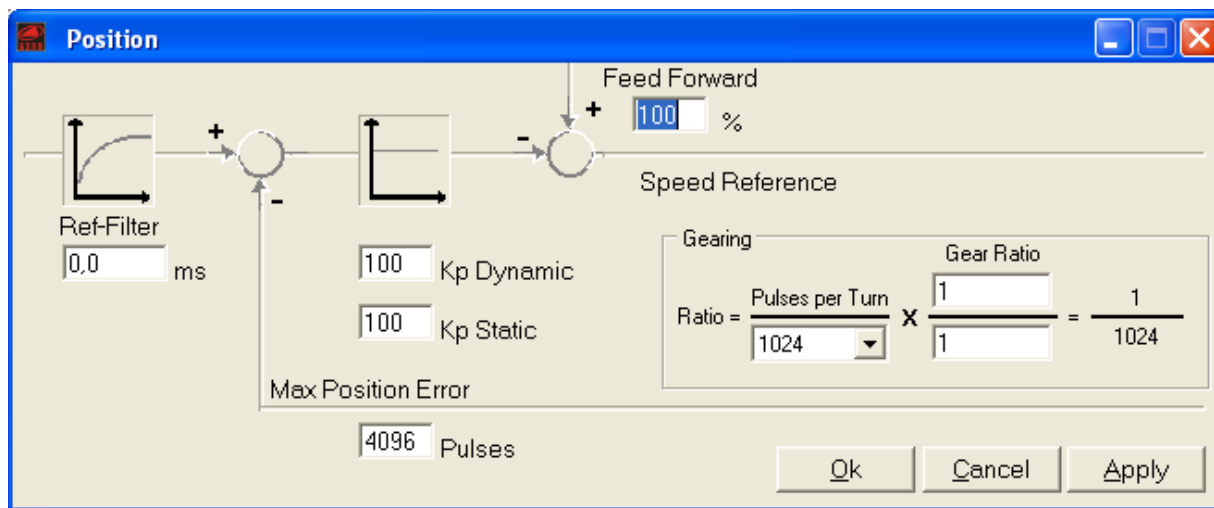 Position
Feed Forward
+
100 %
+
-
Speed Reference
-
Ref-Filter
0,0 ms
100 Kp Dynamic
100 Kp Static
Gearing
Gear Ratio
Ratio = Pulses per Turn / 1024 X 1 / 1 = 1 / 1024
Max Position Error
4096 Pulses
Ok Cancel Apply